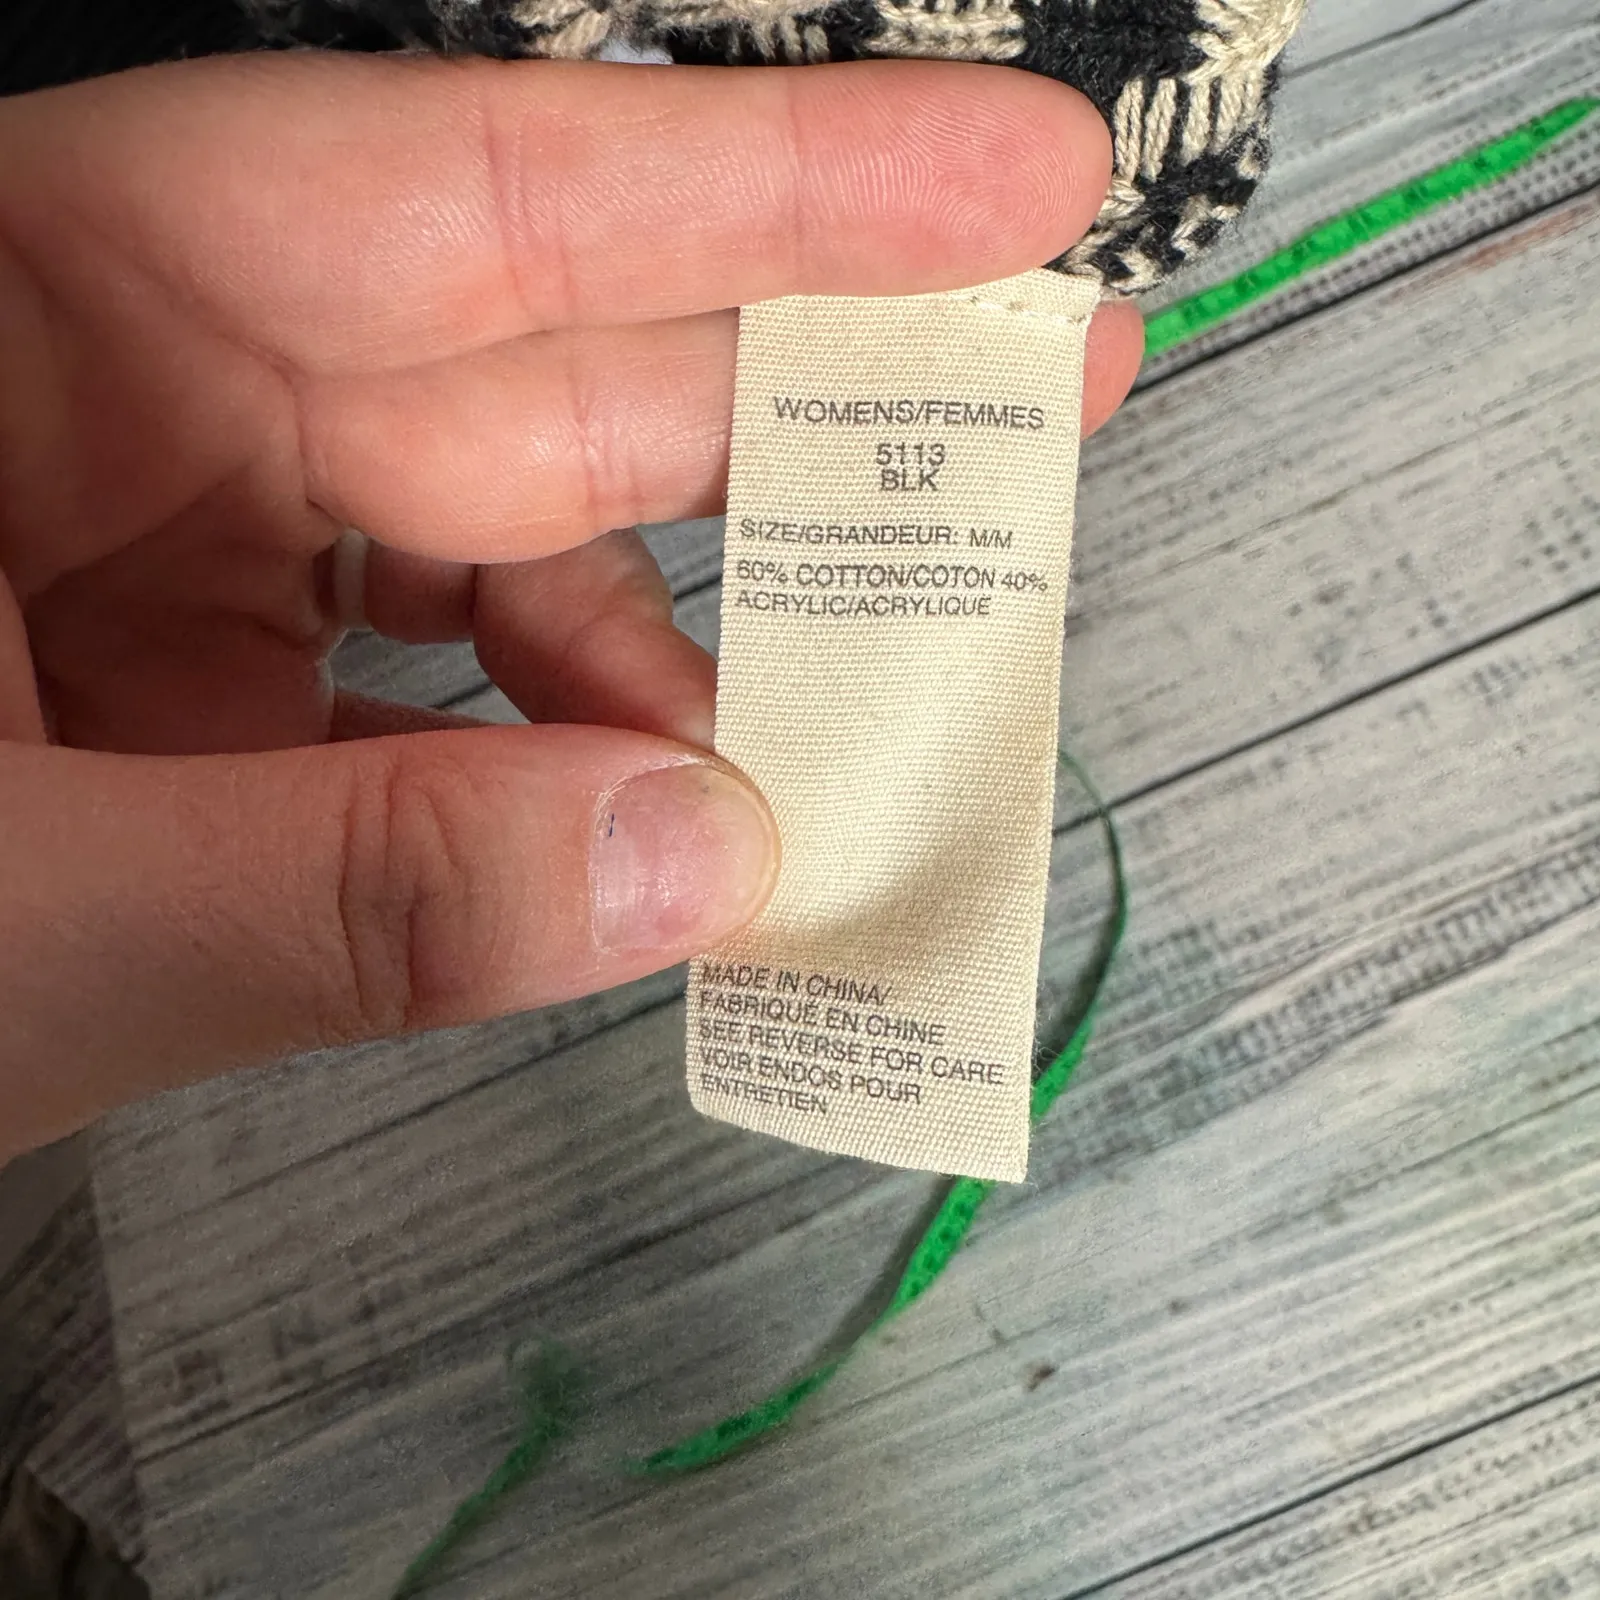 WOMENS/FEMMES
5113
BLK
SIZE/GRANDEUR: M/M
60% COTTON/COTON 40%
ACRYLIC/ACRYLIQUE
MADE IN CHINA/
FABRIQUE EN CHINE
SEE REVERSE FOR CARE
VOIR ENDOS POUR
ENTRETIEN